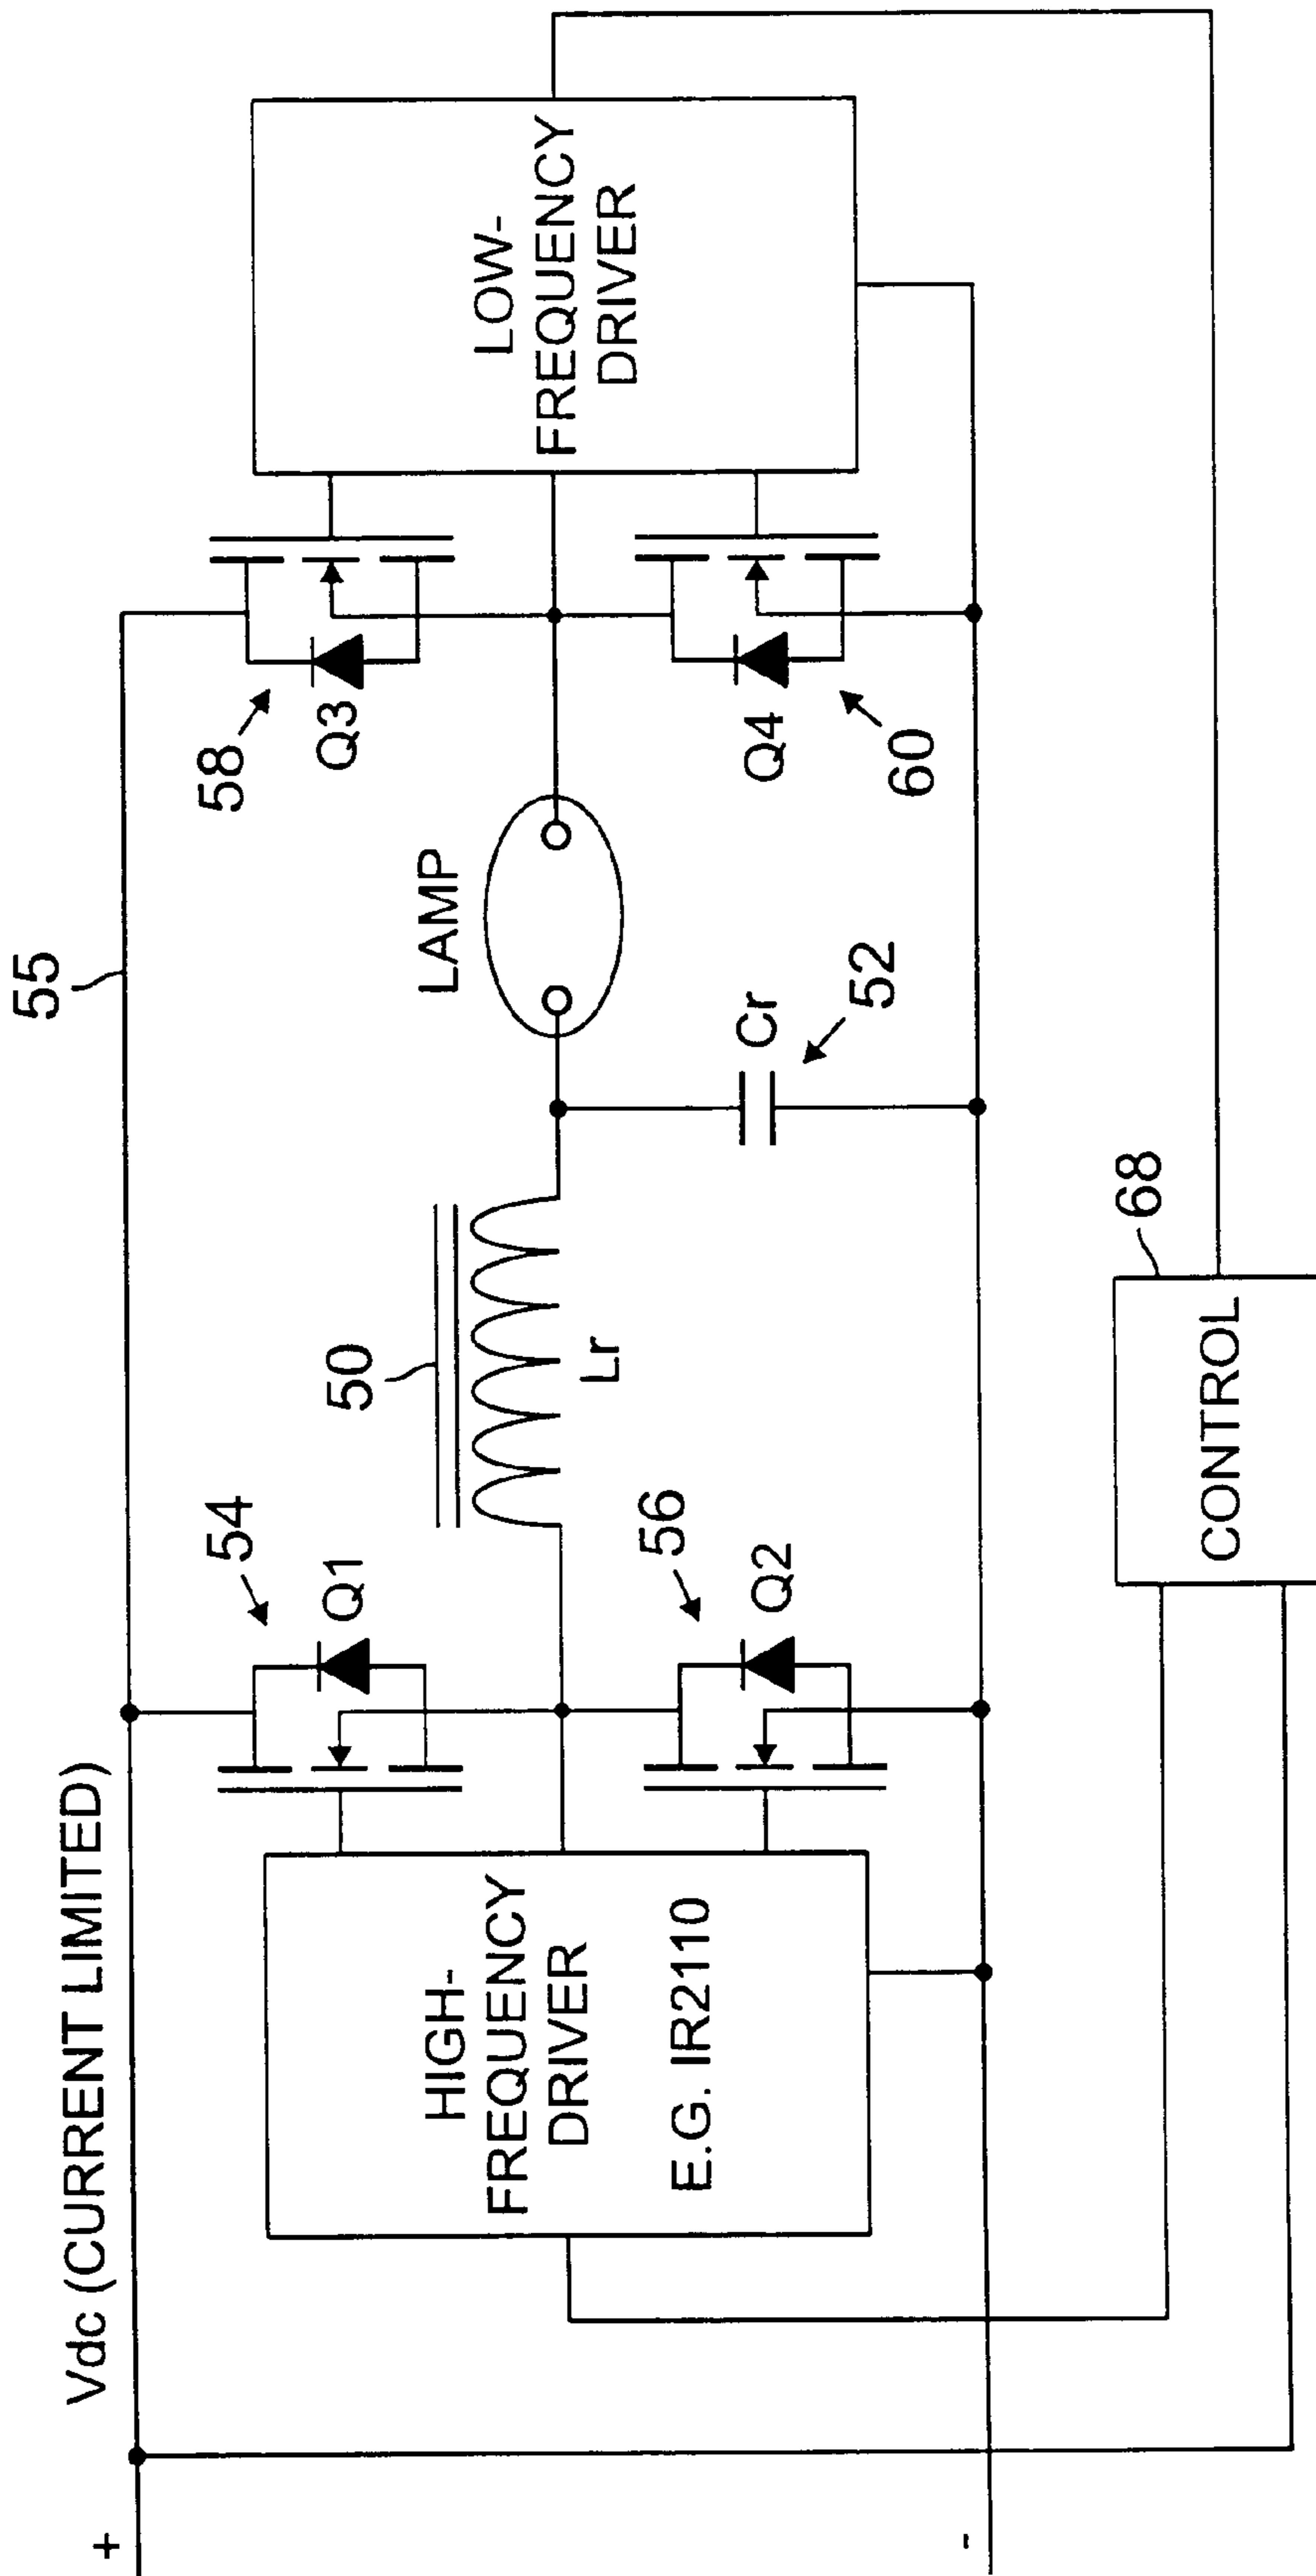 Vdc (CURRENT LIMITED)
+
-
55
54
Q1
56
Q2
HIGH-
FREQUENCY
DRIVER
E.G. IR2110
50
Lr
LAMP
Cr
52
58
Q3
Q4
60
LOW-
FREQUENCY
DRIVER
68
CONTROL